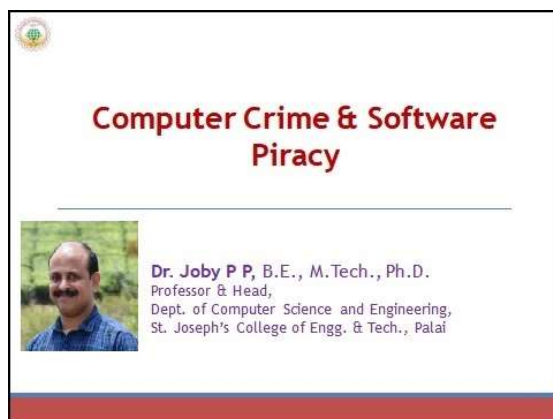 Computer Crime & Software
Piracy
Dr. Joby P P, B.E., M.Tech., Ph.D.
Professor & Head,
Dept. of Computer Science and Engineering,
St. Joseph's College of Engg. & Tech., Palai